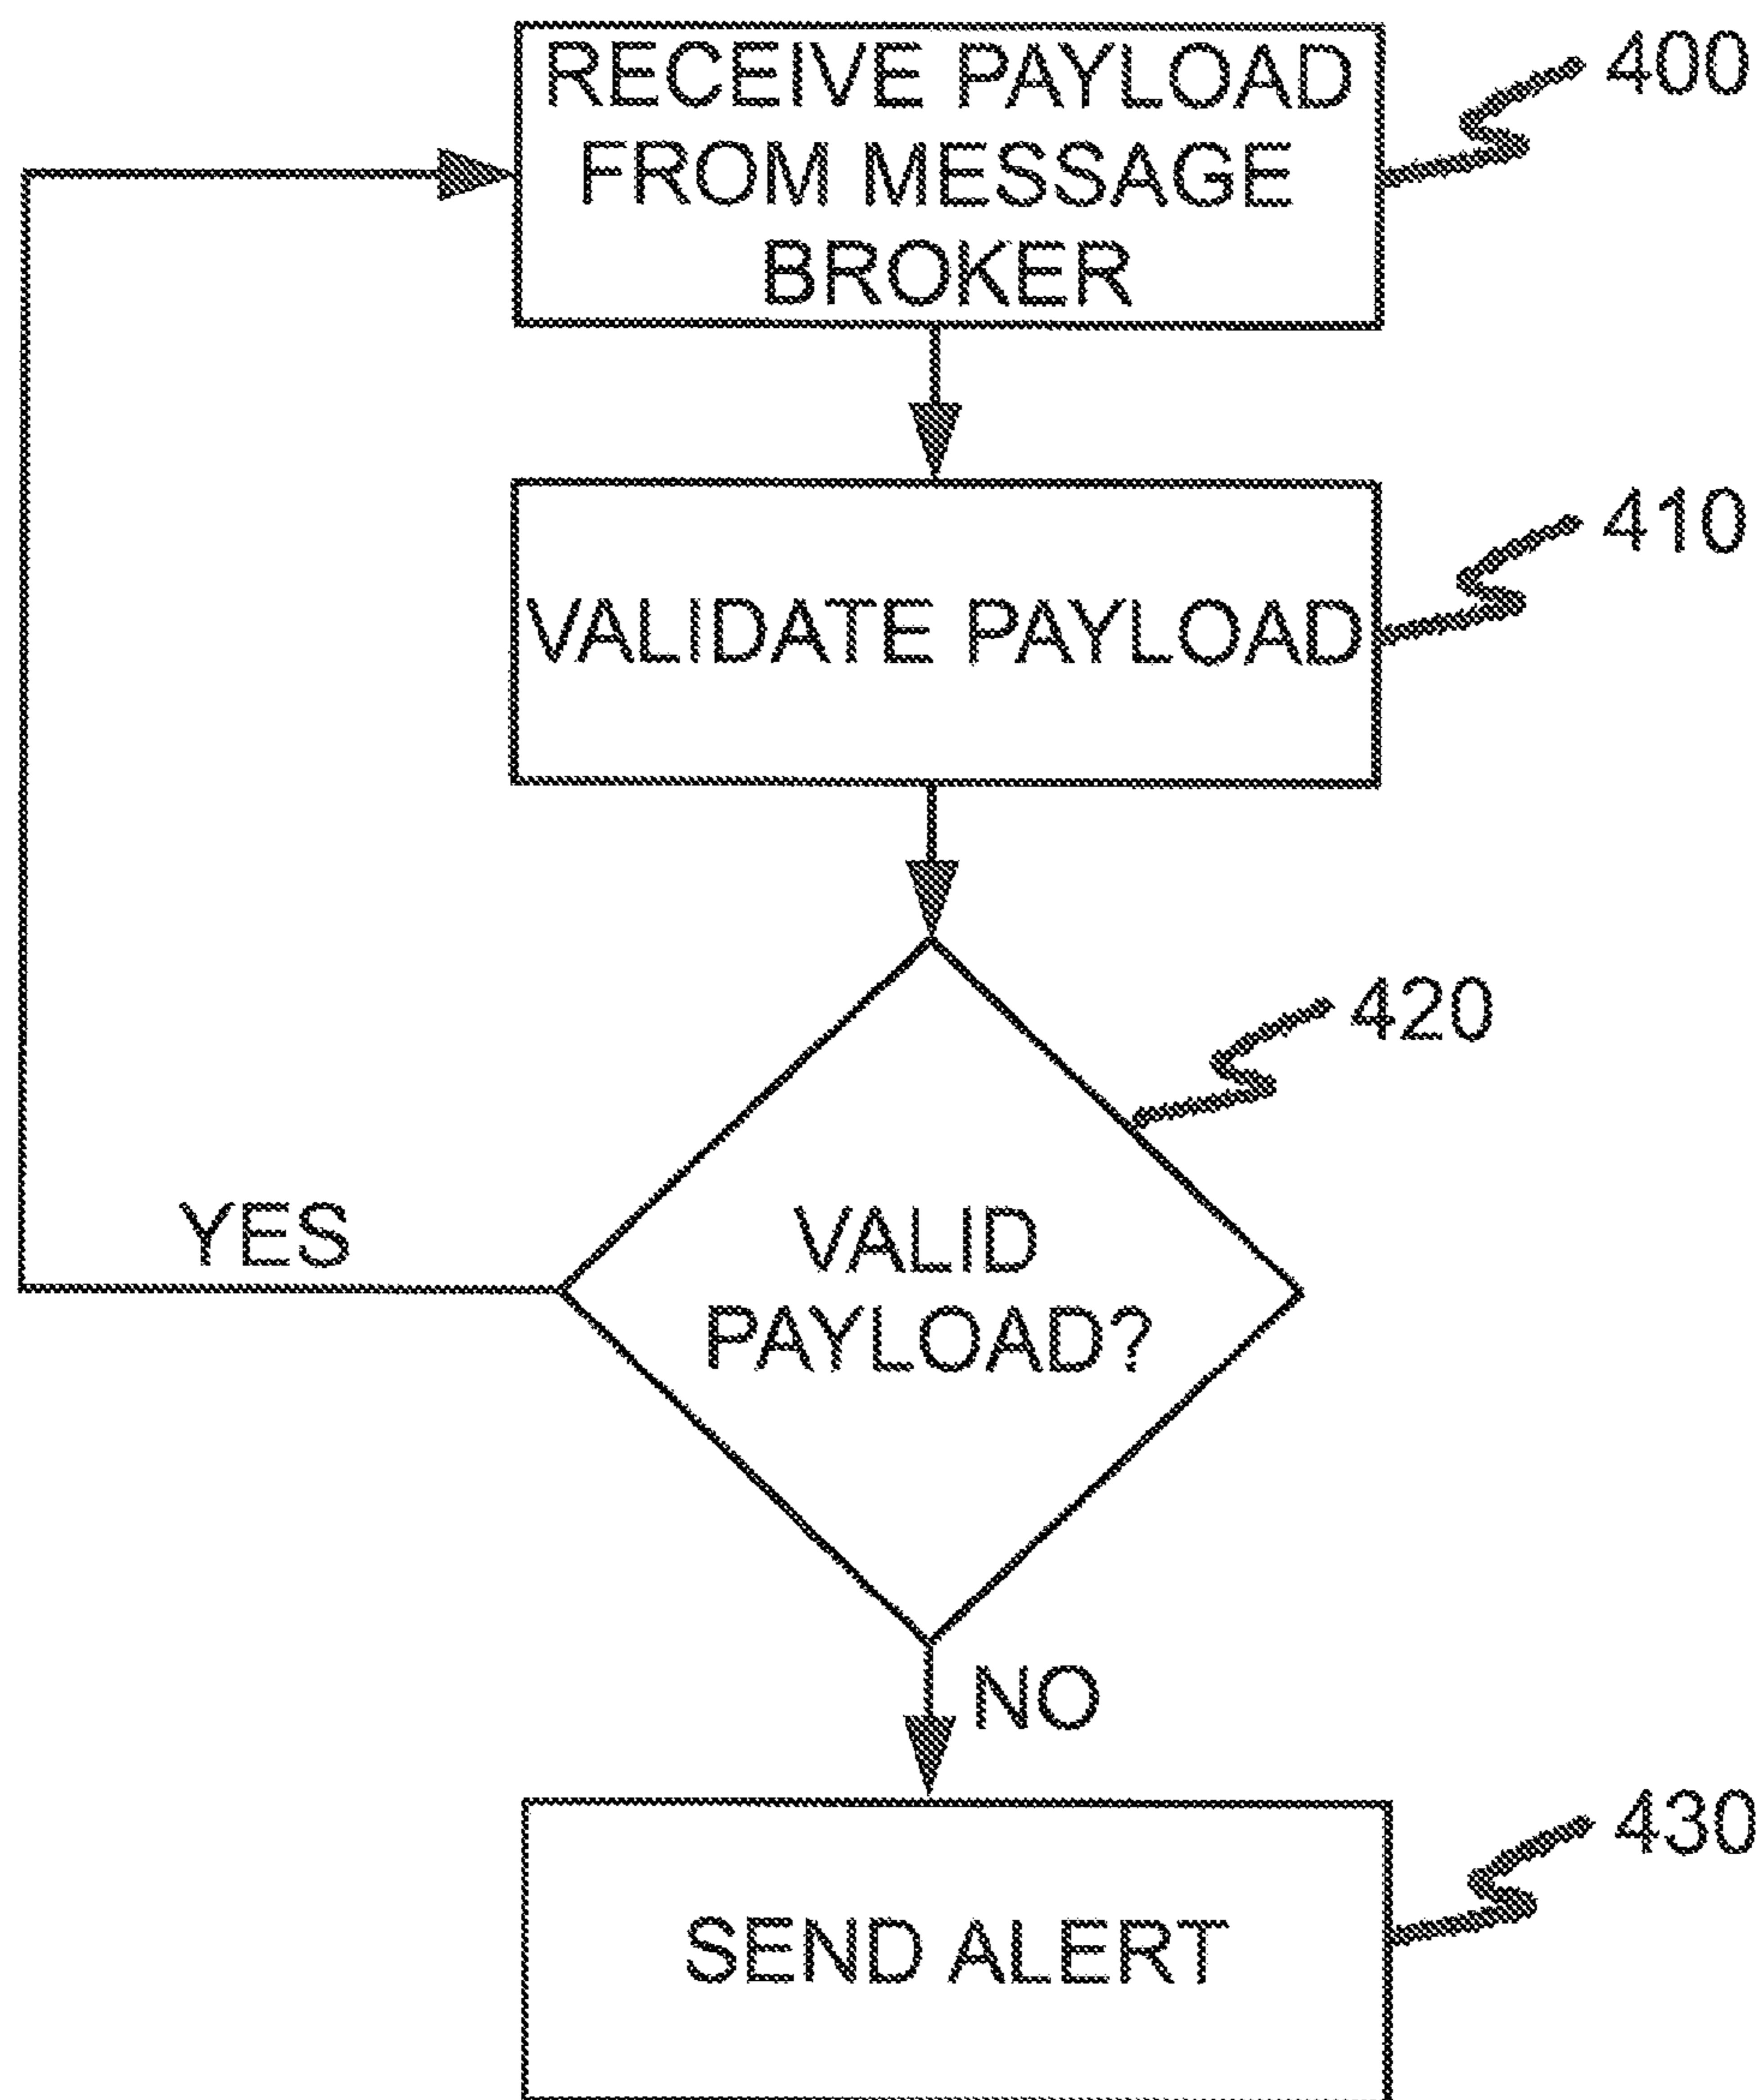 RECEIVE PAYLOAD
FROM MESSAGE
BROKER
400
VALIDATE PAYLOAD
410
420
VALID
PAYLOAD?
YES
NO
SEND ALERT
430